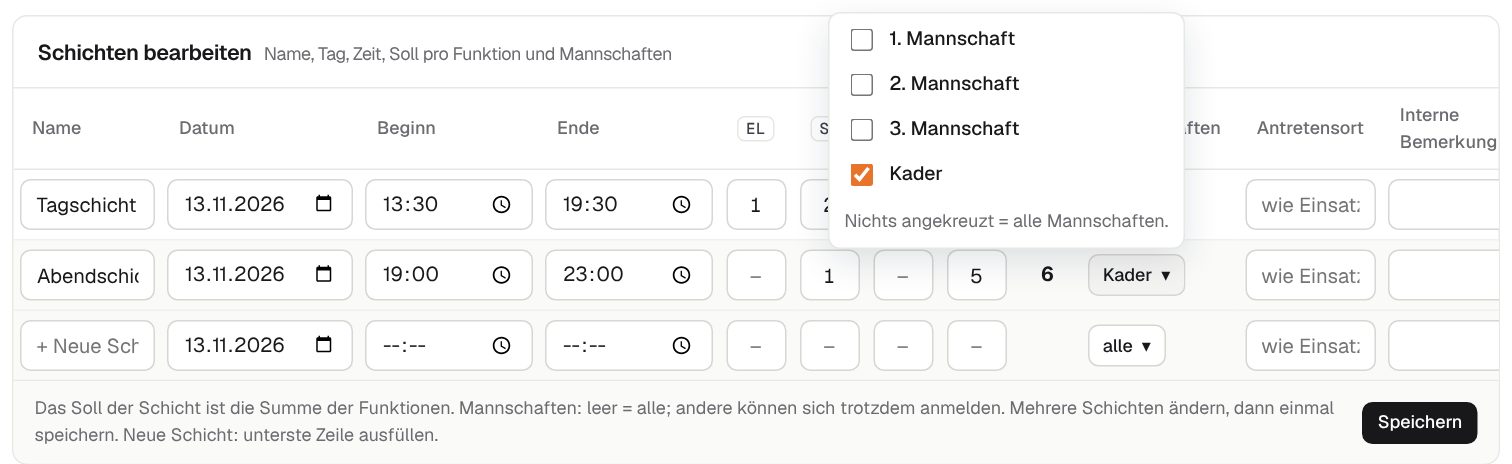 Schichten bearbeiten Name, Tag, Zeit, Soll pro Funktion und Mannschaften
1. Mannschaft
2. Mannschaft
3. Mannschaft
Kader
Nichts angekreuzt = alle Mannschaften.
Name Datum Beginn Ende EL Antretensort Interne
Bemerkung
Tagschicht 13.11.2026 13:30 19:30 1 wie Einsat
Abendschi 13.11.2026 19:00 23:00 – 1 – 5 6 Kader ▾ wie Einsat
+ Neue Sch 13.11.2026 --:-- --:-- – – – – alle ▾ wie Einsat
Das Soll der Schicht ist die Summe der Funktionen. Mannschaften: leer = alle; andere können sich trotzdem anmelden. Mehrere Schichten ändern, dann einmal
speichern. Neue Schicht: unterste Zeile ausfüllen.
Speichern